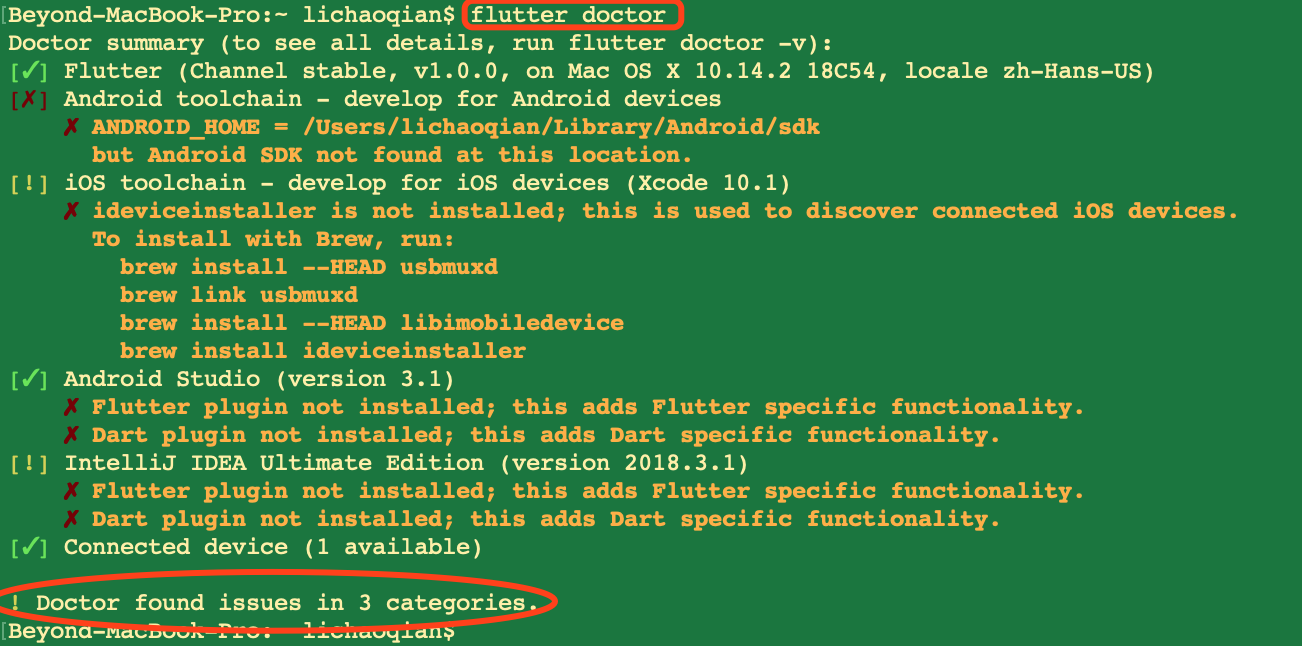 [Beyond-MacBook-Pro:~ lichaoqian$ flutter doctor
Doctor summary (to see all details, run flutter doctor -v):
[✓] Flutter (Channel stable, v1.0.0, on Mac OS X 10.14.2 18C54, locale zh-Hans-US)
[✗] Android toolchain - develop for Android devices
    ✗ ANDROID_HOME = /Users/lichaoqian/Library/Android/sdk
      but Android SDK not found at this location.
[!] iOS toolchain - develop for iOS devices (Xcode 10.1)
    ✗ ideviceinstaller is not installed; this is used to discover connected iOS devices.
      To install with Brew, run:
        brew install --HEAD usbmuxd
        brew link usbmuxd
        brew install --HEAD libimobiledevice
        brew install ideviceinstaller
[✓] Android Studio (version 3.1)
    ✗ Flutter plugin not installed; this adds Flutter specific functionality.
    ✗ Dart plugin not installed; this adds Dart specific functionality.
[!] IntelliJ IDEA Ultimate Edition (version 2018.3.1)
    ✗ Flutter plugin not installed; this adds Flutter specific functionality.
    ✗ Dart plugin not installed; this adds Dart specific functionality.
[✓] Connected device (1 available)
! Doctor found issues in 3 categories.
[Beyond-MacBook-Pro:~ lichaoqian$